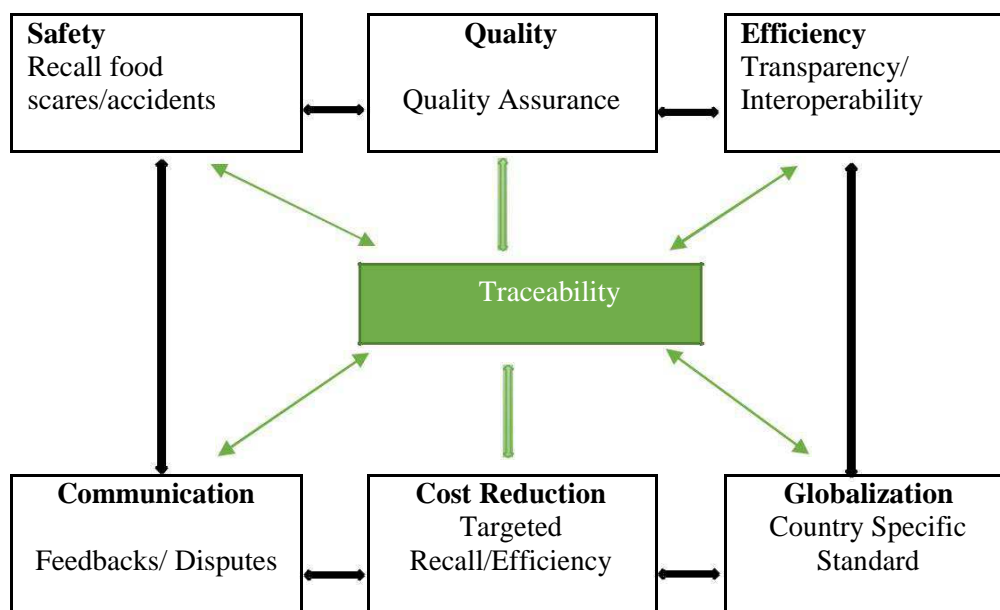 Safety
Recall food
scares/accidents
Quality
Quality Assurance
Efficiency
Transparency/
Interoperability
Traceability
Communication
Feedbacks/ Disputes
Cost Reduction
Targeted
Recall/Efficiency
Globalization
Country Specific
Standard